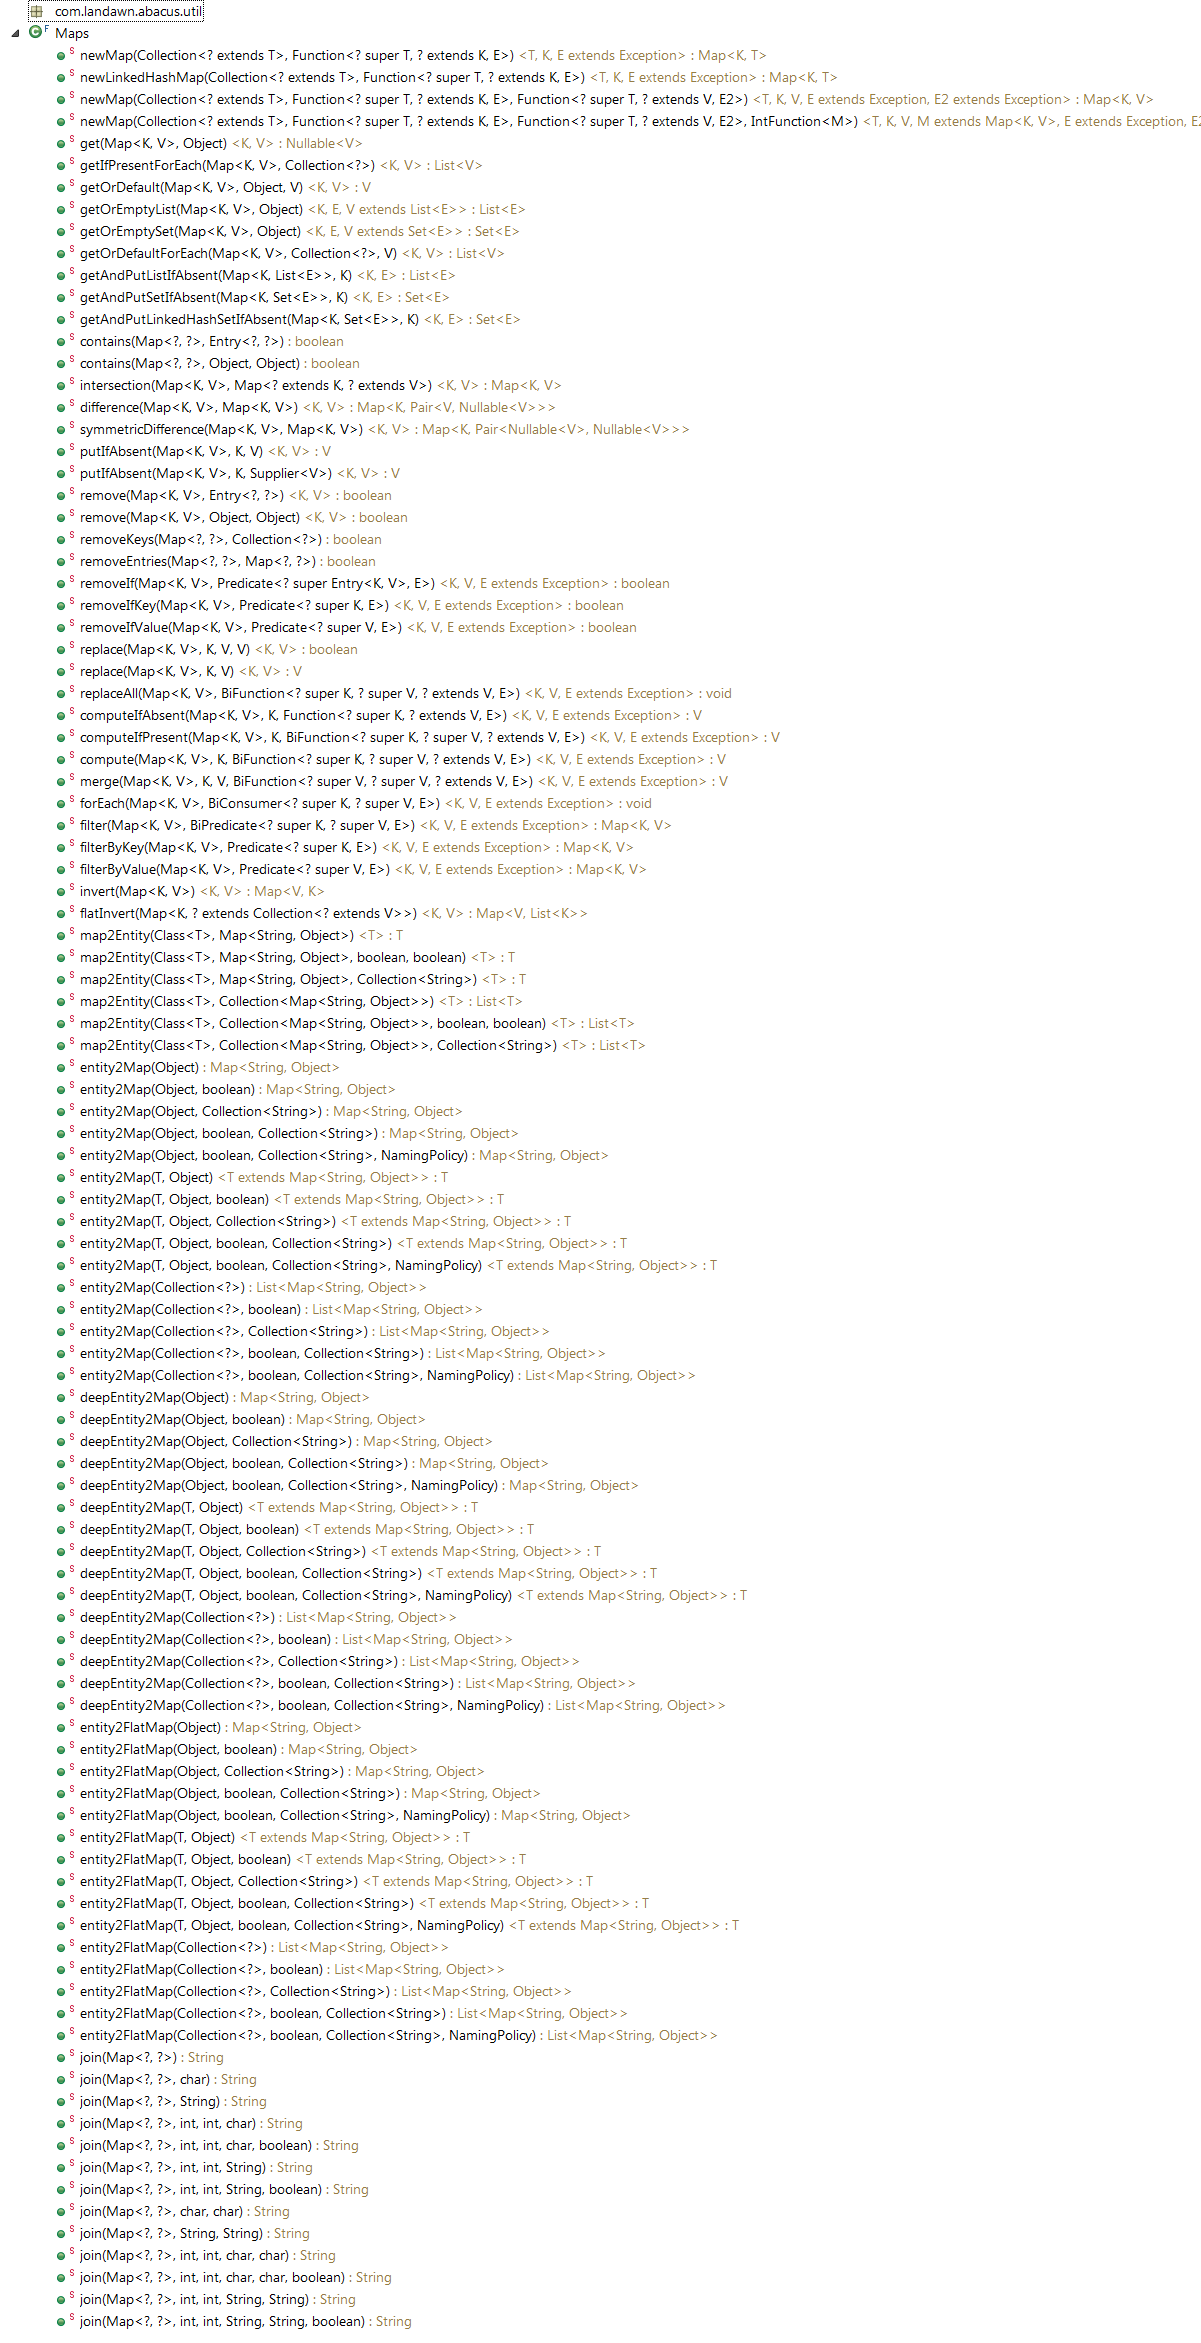 com.landawn.abacus.util
Maps
newMap(Collection<? extends T>, Function<? super T, ? extends K, E>) <T, K, E extends Exception> : Map<K, T>
newLinkedHashMap(Collection<? extends T>, Function<? super T, ? extends K, E>) <T, K, E extends Exception> : Map<K, T>
newMap(Collection<? extends T>, Function<? super T, ? extends K, E>, Function<? super T, ? extends V, E2>) <T, K, V, E extends Exception, E2 extends Exception> : Map<K, V>
newMap(Collection<? extends T>, Function<? super T, ? extends K, E>, Function<? super T, ? extends V, E2>, IntFunction<M>) <T, K, V, M extends Map<K, V>, E extends Exception, E2
get(Map<K, V>, Object) <K, V> : Nullable<V>
getIfPresentForEach(Map<K, V>, Collection<?>) <K, V> : List<V>
getOrDefault(Map<K, V>, Object, V) <K, V> : V
getOrEmptyList(Map<K, V>, Object) <K, E, V extends List<E>> : List<E>
getOrEmptySet(Map<K, V>, Object) <K, E, V extends Set<E>> : Set<E>
getOrDefaultForEach(Map<K, V>, Collection<?>, V) <K, V> : List<V>
getAndPutListIfAbsent(Map<K, List<E>>, K) <K, E> : List<E>
getAndPutSetIfAbsent(Map<K, Set<E>>, K) <K, E> : Set<E>
getAndPutLinkedHashSetIfAbsent(Map<K, Set<E>>, K) <K, E> : Set<E>
contains(Map<?, ?>, Entry<?, ?>) : boolean
contains(Map<?, ?>, Object, Object) : boolean
intersection(Map<K, V>, Map<? extends K, ? extends V>) <K, V> : Map<K, V>
difference(Map<K, V>, Map<K, V>) <K, V> : Map<K, Pair<V, Nullable<V>>>
symmetricDifference(Map<K, V>, Map<K, V>) <K, V> : Map<K, Pair<Nullable<V>, Nullable<V>>>
putIfAbsent(Map<K, V>, K, V) <K, V> : V
putIfAbsent(Map<K, V>, K, Supplier<V>) <K, V> : V
remove(Map<K, V>, Entry<?, ?>) <K, V> : boolean
remove(Map<K, V>, Object, Object) <K, V> : boolean
removeKeys(Map<?, ?>, Collection<?>) : boolean
removeEntries(Map<?, ?>, Map<?, ?>) : boolean
removeIf(Map<K, V>, Predicate<? super Entry<K, V>, E>) <K, V, E extends Exception> : boolean
removeIfKey(Map<K, V>, Predicate<? super K, E>) <K, V, E extends Exception> : boolean
removeIfValue(Map<K, V>, Predicate<? super V, E>) <K, V, E extends Exception> : boolean
replace(Map<K, V>, K, V, V) <K, V> : boolean
replace(Map<K, V>, K, V) <K, V> : V
replaceAll(Map<K, V>, BiFunction<? super K, ? super V, ? extends V, E>) <K, V, E extends Exception> : void
computeIfAbsent(Map<K, V>, K, Function<? super K, ? extends V, E>) <K, V, E extends Exception> : V
computeIfPresent(Map<K, V>, K, BiFunction<? super K, ? super V, ? extends V, E>) <K, V, E extends Exception> : V
compute(Map<K, V>, K, BiFunction<? super K, ? super V, ? extends V, E>) <K, V, E extends Exception> : V
merge(Map<K, V>, K, V, BiFunction<? super V, ? super V, ? extends V, E>) <K, V, E extends Exception> : V
forEach(Map<K, V>, BiConsumer<? super K, ? super V, E>) <K, V, E extends Exception> : void
filter(Map<K, V>, BiPredicate<? super K, ? super V, E>) <K, V, E extends Exception> : Map<K, V>
filterByKey(Map<K, V>, Predicate<? super K, E>) <K, V, E extends Exception> : Map<K, V>
filterByValue(Map<K, V>, Predicate<? super V, E>) <K, V, E extends Exception> : Map<K, V>
invert(Map<K, V>) <K, V> : Map<V, K>
flatInvert(Map<K, ? extends Collection<? extends V>>) <K, V> : Map<V, List<K>>
map2Entity(Class<T>, Map<String, Object>) <T> : T
map2Entity(Class<T>, Map<String, Object>, boolean, boolean) <T> : T
map2Entity(Class<T>, Map<String, Object>, Collection<String>) <T> : T
map2Entity(Class<T>, Collection<Map<String, Object>>) <T> : List<T>
map2Entity(Class<T>, Collection<Map<String, Object>>, boolean, boolean) <T> : List<T>
map2Entity(Class<T>, Collection<Map<String, Object>>, Collection<String>) <T> : List<T>
entity2Map(Object) : Map<String, Object>
entity2Map(Object, boolean) : Map<String, Object>
entity2Map(Object, Collection<String>) : Map<String, Object>
entity2Map(Object, boolean, Collection<String>) : Map<String, Object>
entity2Map(Object, boolean, Collection<String>, NamingPolicy) : Map<String, Object>
entity2Map(T, Object) <T extends Map<String, Object>> : T
entity2Map(T, Object, boolean) <T extends Map<String, Object>> : T
entity2Map(T, Object, Collection<String>) <T extends Map<String, Object>> : T
entity2Map(T, Object, boolean, Collection<String>) <T extends Map<String, Object>> : T
entity2Map(T, Object, boolean, Collection<String>, NamingPolicy) <T extends Map<String, Object>> : T
entity2Map(Collection<?>) : List<Map<String, Object>>
entity2Map(Collection<?>, boolean) : List<Map<String, Object>>
entity2Map(Collection<?>, Collection<String>) : List<Map<String, Object>>
entity2Map(Collection<?>, boolean, Collection<String>) : List<Map<String, Object>>
entity2Map(Collection<?>, boolean, Collection<String>, NamingPolicy) : List<Map<String, Object>>
deepEntity2Map(Object) : Map<String, Object>
deepEntity2Map(Object, boolean) : Map<String, Object>
deepEntity2Map(Object, Collection<String>) : Map<String, Object>
deepEntity2Map(Object, boolean, Collection<String>) : Map<String, Object>
deepEntity2Map(Object, boolean, Collection<String>, NamingPolicy) : Map<String, Object>
deepEntity2Map(T, Object) <T extends Map<String, Object>> : T
deepEntity2Map(T, Object, boolean) <T extends Map<String, Object>> : T
deepEntity2Map(T, Object, Collection<String>) <T extends Map<String, Object>> : T
deepEntity2Map(T, Object, boolean, Collection<String>) <T extends Map<String, Object>> : T
deepEntity2Map(T, Object, boolean, Collection<String>, NamingPolicy) <T extends Map<String, Object>> : T
deepEntity2Map(Collection<?>) : List<Map<String, Object>>
deepEntity2Map(Collection<?>, boolean) : List<Map<String, Object>>
deepEntity2Map(Collection<?>, Collection<String>) : List<Map<String, Object>>
deepEntity2Map(Collection<?>, boolean, Collection<String>) : List<Map<String, Object>>
deepEntity2Map(Collection<?>, boolean, Collection<String>, NamingPolicy) : List<Map<String, Object>>
entity2FlatMap(Object) : Map<String, Object>
entity2FlatMap(Object, boolean) : Map<String, Object>
entity2FlatMap(Object, Collection<String>) : Map<String, Object>
entity2FlatMap(Object, boolean, Collection<String>) : Map<String, Object>
entity2FlatMap(Object, boolean, Collection<String>, NamingPolicy) : Map<String, Object>
entity2FlatMap(T, Object) <T extends Map<String, Object>> : T
entity2FlatMap(T, Object, boolean) <T extends Map<String, Object>> : T
entity2FlatMap(T, Object, Collection<String>) <T extends Map<String, Object>> : T
entity2FlatMap(T, Object, boolean, Collection<String>) <T extends Map<String, Object>> : T
entity2FlatMap(T, Object, boolean, Collection<String>, NamingPolicy) <T extends Map<String, Object>> : T
entity2FlatMap(Collection<?>) : List<Map<String, Object>>
entity2FlatMap(Collection<?>, boolean) : List<Map<String, Object>>
entity2FlatMap(Collection<?>, Collection<String>) : List<Map<String, Object>>
entity2FlatMap(Collection<?>, boolean, Collection<String>) : List<Map<String, Object>>
entity2FlatMap(Collection<?>, boolean, Collection<String>, NamingPolicy) : List<Map<String, Object>>
join(Map<?, ?>) : String
join(Map<?, ?>, char) : String
join(Map<?, ?>, String) : String
join(Map<?, ?>, int, int, char) : String
join(Map<?, ?>, int, int, char, boolean) : String
join(Map<?, ?>, int, int, String) : String
join(Map<?, ?>, int, int, String, boolean) : String
join(Map<?, ?>, char, char) : String
join(Map<?, ?>, String, String) : String
join(Map<?, ?>, int, int, char, char) : String
join(Map<?, ?>, int, int, char, char, boolean) : String
join(Map<?, ?>, int, int, String, String) : String
join(Map<?, ?>, int, int, String, String, boolean) : String